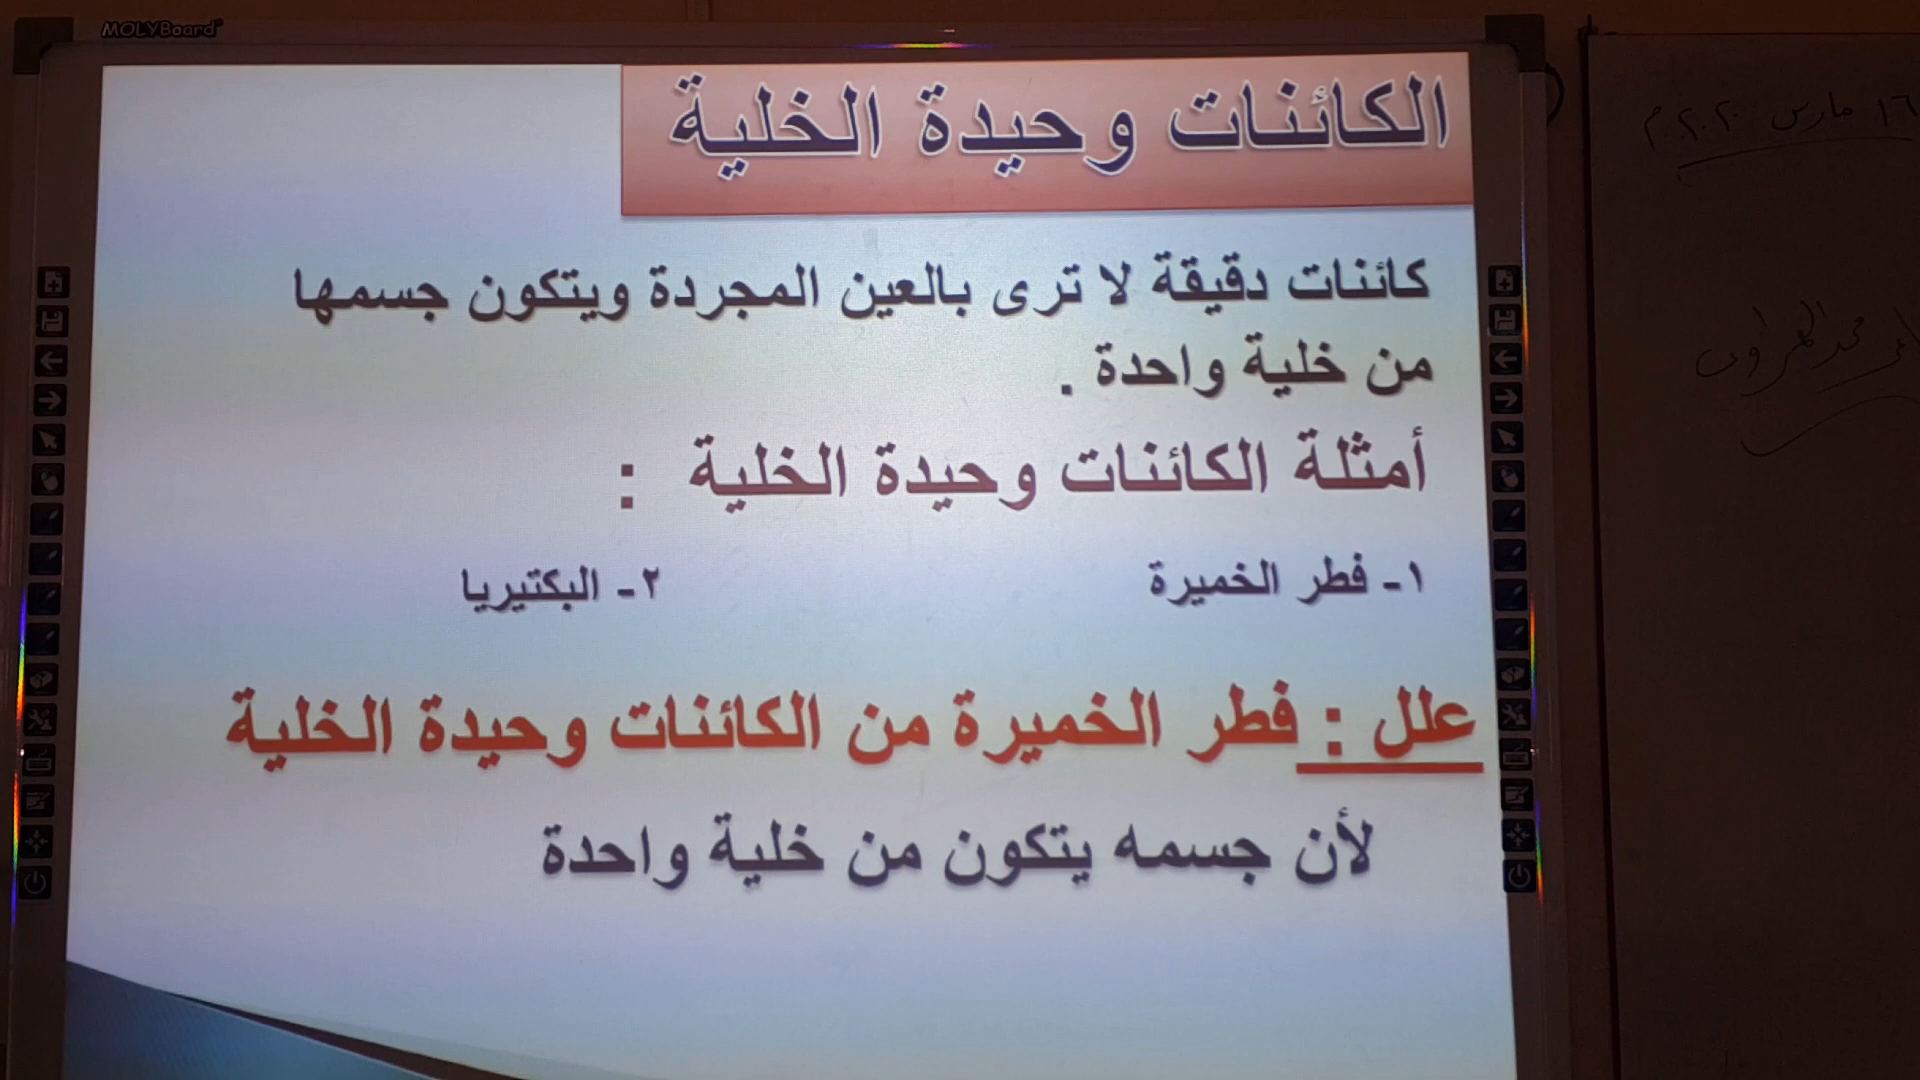 MOLYBoard
الكائنات وحيدة الخلية
كائنات دقيقة لا ترى بالعين المجردة ويتكون جسمها
من خلية واحدة .
أمثلة الكائنات وحيدة الخلية :
١- فطر الخميرة ٢- البكتيريا
علل : فطر الخميرة من الكائنات وحيدة الخلية
لأن جسمه يتكون من خلية واحدة
١٦ مارس ٢٠٢٠ م
محمد